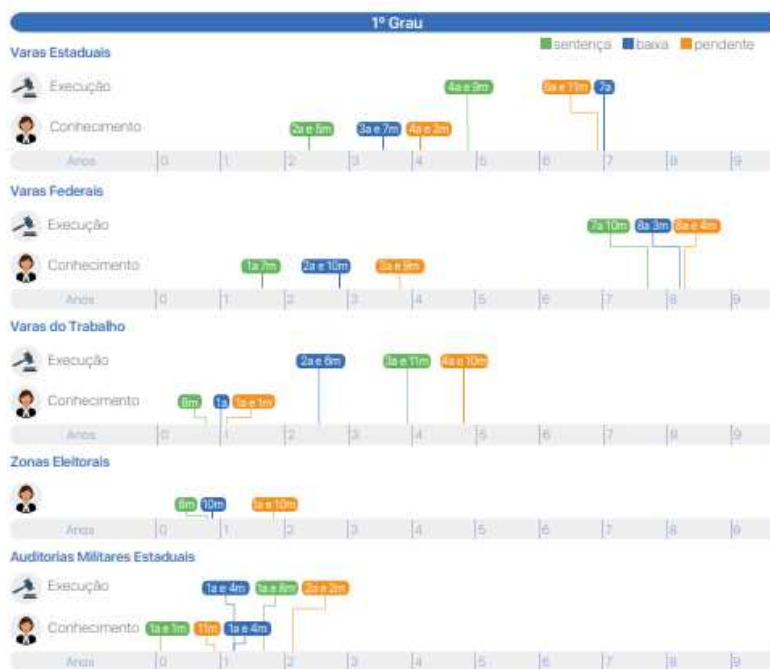 1º Grau
Varas Estaduais
sentença baixa pendente
Execução 4a e 9m 6a e 11m 7a
Conhecimento 3a e 7m
Anos 0 1 2 3 4 5 6 7 8 9
Varas Federais
Execução 7a 10m 8a 3m 8a e 4m
Conhecimento 1a 7m 2a e 10m 3a e 9m
Anos 0 1 2 3 4 5 6 7 8 9
Varas do Trabalho
Execução 2a e 6m 3a e 11m 4a e 10m
Conhecimento 1a 1a e 1m
Anos 0 1 2 3 4 5 6 7 8 9
Zonas Eleitorais
10m 1a e 10m
Anos 0 1 2 3 4 5 6 7 8 9
Auditorias Militares Estaduais
Execução 1a e 4m 1a e 8m 2a e 2m
Conhecimento 1a e 1m 11m 1a e 4m
Anos 0 1 2 3 4 5 6 7 8 9